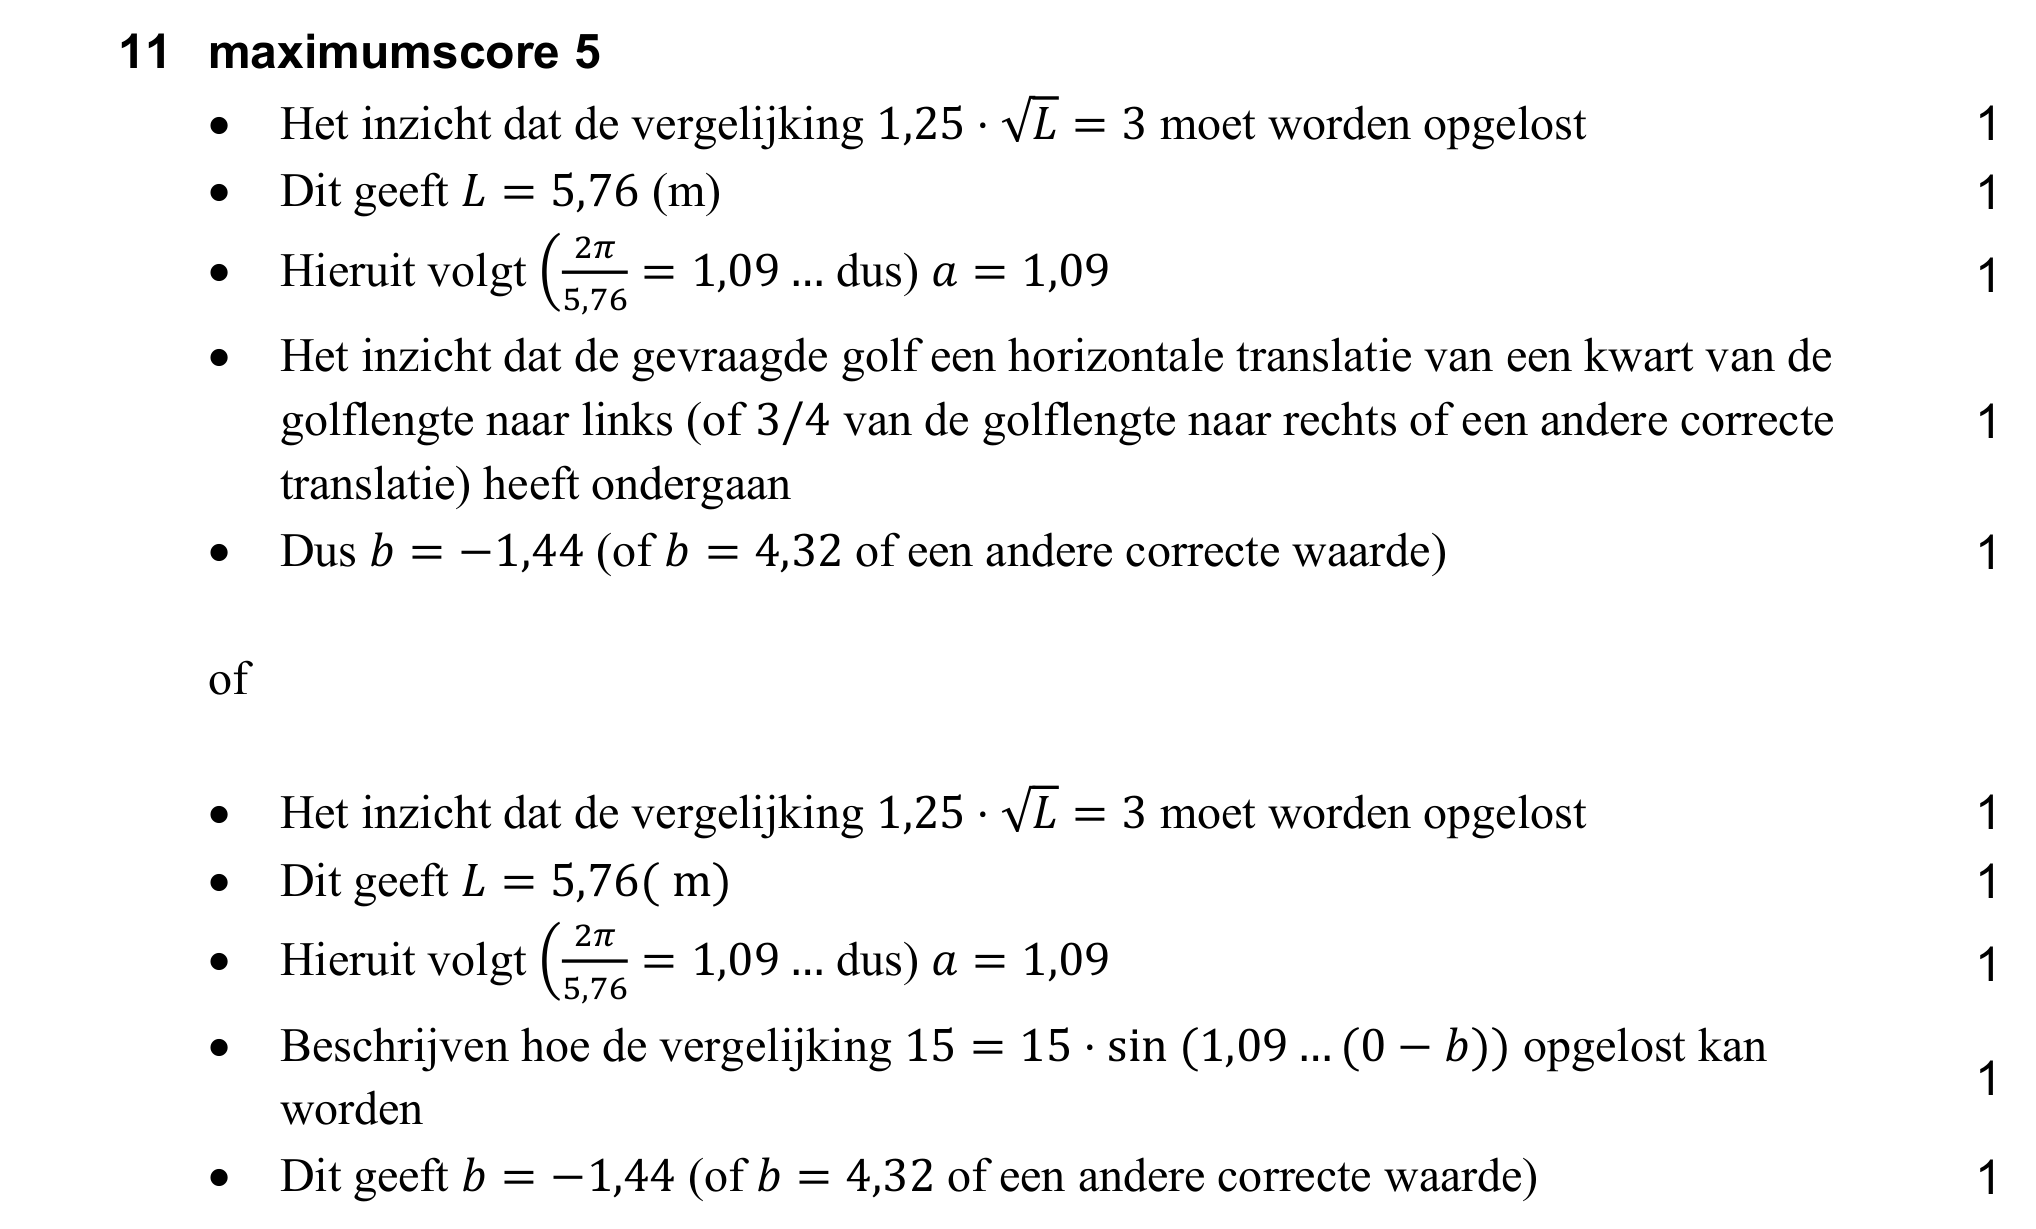 11 maximumscore 5
• Het inzicht dat de vergelijking 1,25 · √L = 3 moet worden opgelost 1
• Dit geeft L = 5,76 (m) 1
• Hieruit volgt (2π/5,76 = 1,09 … dus) a = 1,09 1
• Het inzicht dat de gevraagde golf een horizontale translatie van een kwart van de
golflengte naar links (of 3/4 van de golflengte naar rechts of een andere correcte 1
translatie) heeft ondergaan
• Dus b = −1,44 (of b = 4,32 of een andere correcte waarde) 1
of
• Het inzicht dat de vergelijking 1,25 · √L = 3 moet worden opgelost 1
• Dit geeft L = 5,76( m) 1
• Hieruit volgt (2π/5,76 = 1,09 … dus) a = 1,09 1
• Beschrijven hoe de vergelijking 15 = 15 · sin (1,09 … (0 − b)) opgelost kan
worden 1
• Dit geeft b = −1,44 (of b = 4,32 of een andere correcte waarde) 1